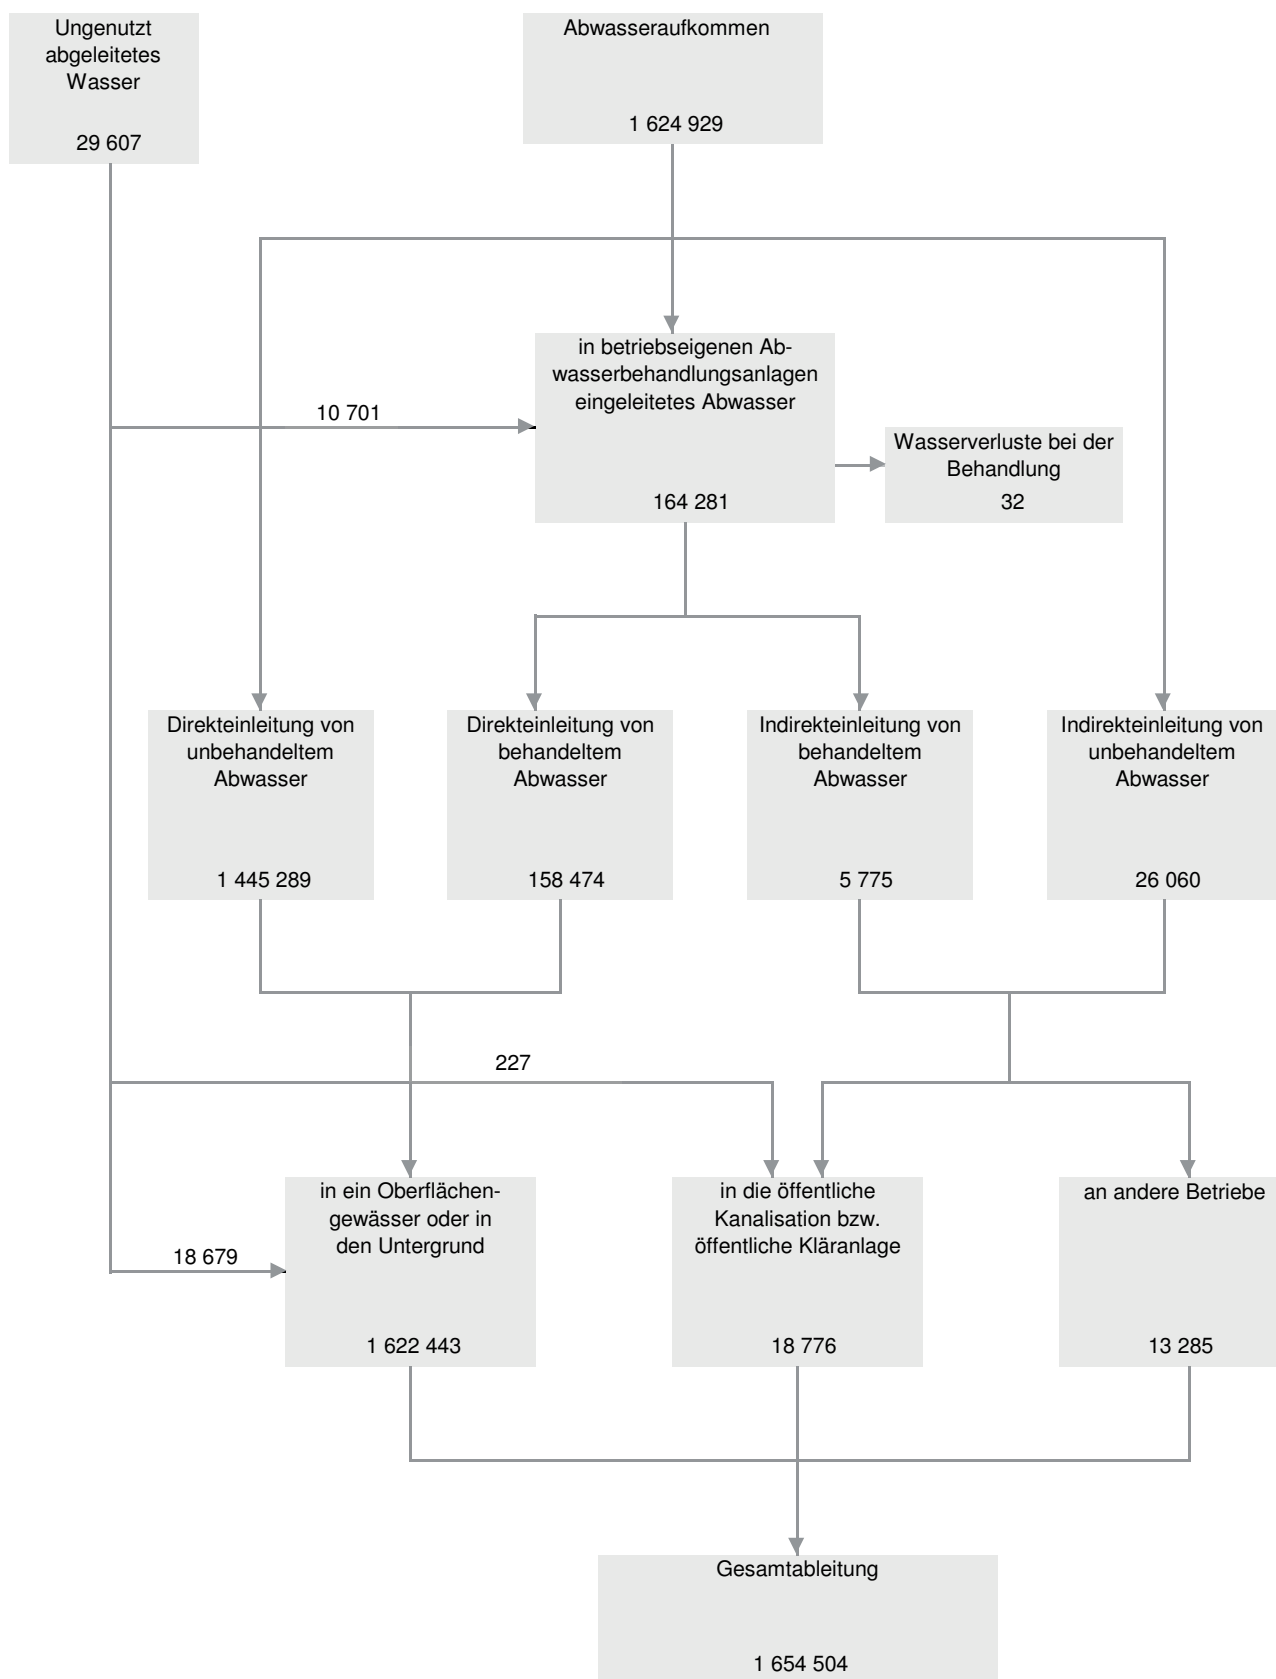 Ungenutzt
abgeleitetes
Wasser
29 607
Abwasseraufkommen
1 624 929
in betriebseigenen Ab-
wasserbehandlungsanlagen
eingeleitetes Abwasser
164 281
10 701
Wasserverluste bei der
Behandlung
32
Direkteinleitung von
unbehandeltem
Abwasser
1 445 289
Direkteinleitung von
behandeltem
Abwasser
158 474
Indirekteinleitung von
behandeltem
Abwasser
5 775
Indirekteinleitung von
unbehandeltem
Abwasser
26 060
227
18 679
in ein Oberflächen-
gewässer oder in
den Untergrund
1 622 443
in die öffentliche
Kanalisation bzw.
öffentliche Kläranlage
18 776
an andere Betriebe
13 285
Gesamtableitung
1 654 504